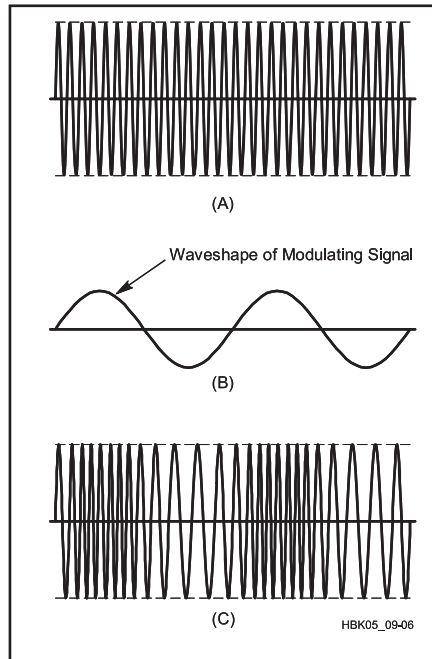 (A)
Waveshape of Modulating Signal
(B)
(C)
HBK05_09-06